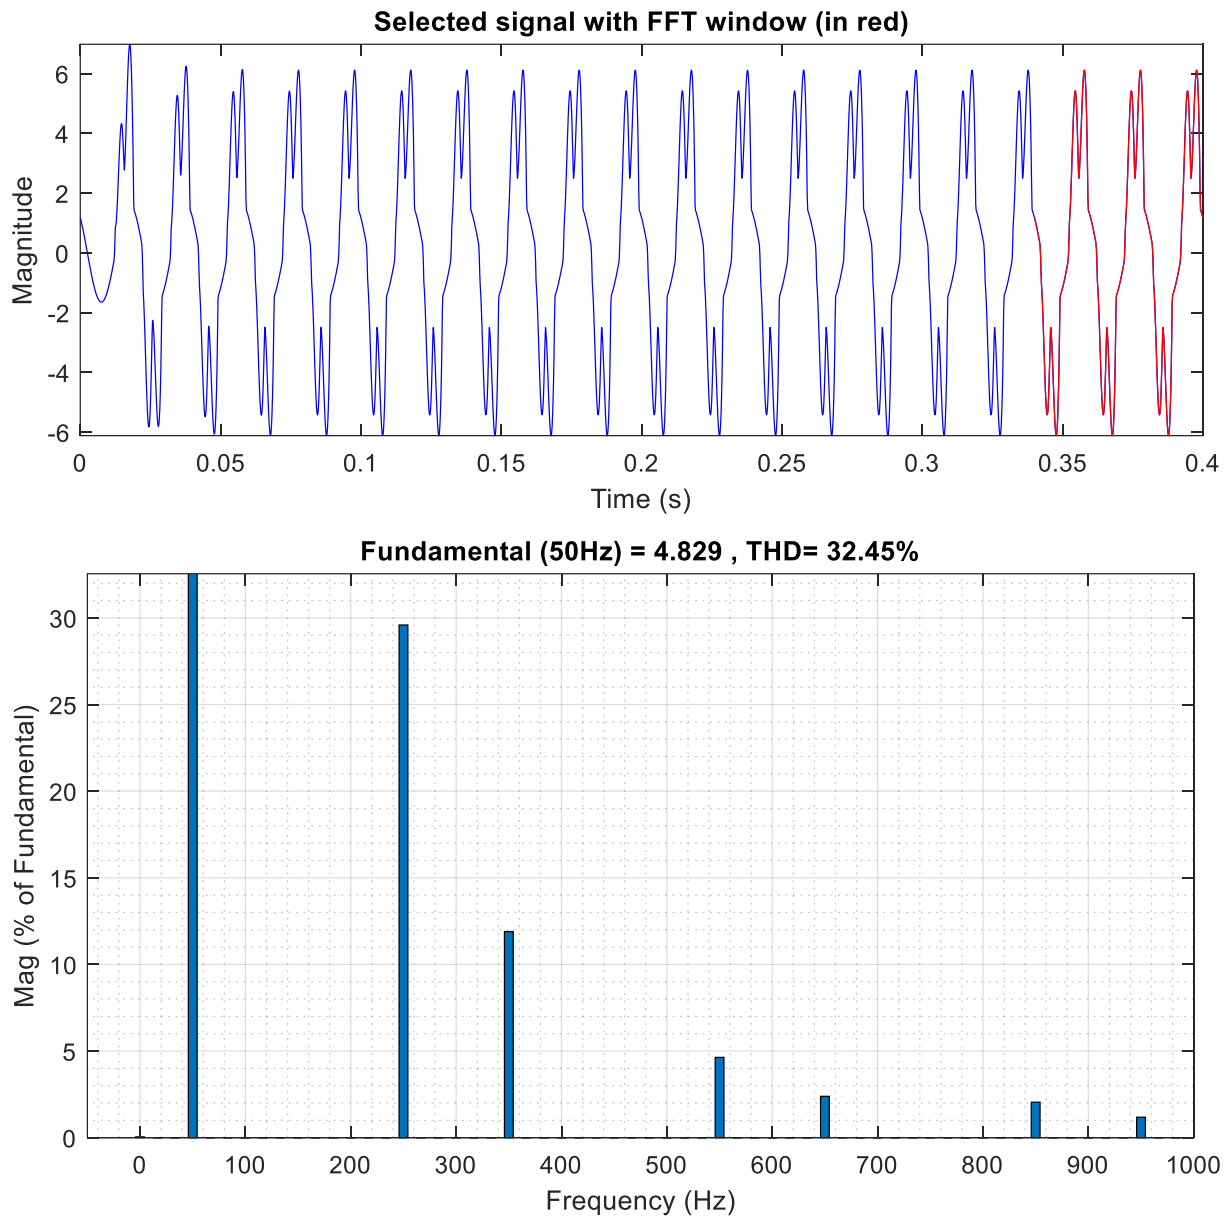 Selected signal with FFT window (in red)
6
4
2
0
-2
-4
-6
Magnitude
0 0.05 0.1 0.15 0.2 0.25 0.3 0.35 0.4
Time (s)
Fundamental (50Hz) = 4.829 , THD= 32.45%
30
25
20
15
10
5
0
Mag (% of Fundamental)
0 100 200 300 400 500 600 700 800 900 1000
Frequency (Hz)